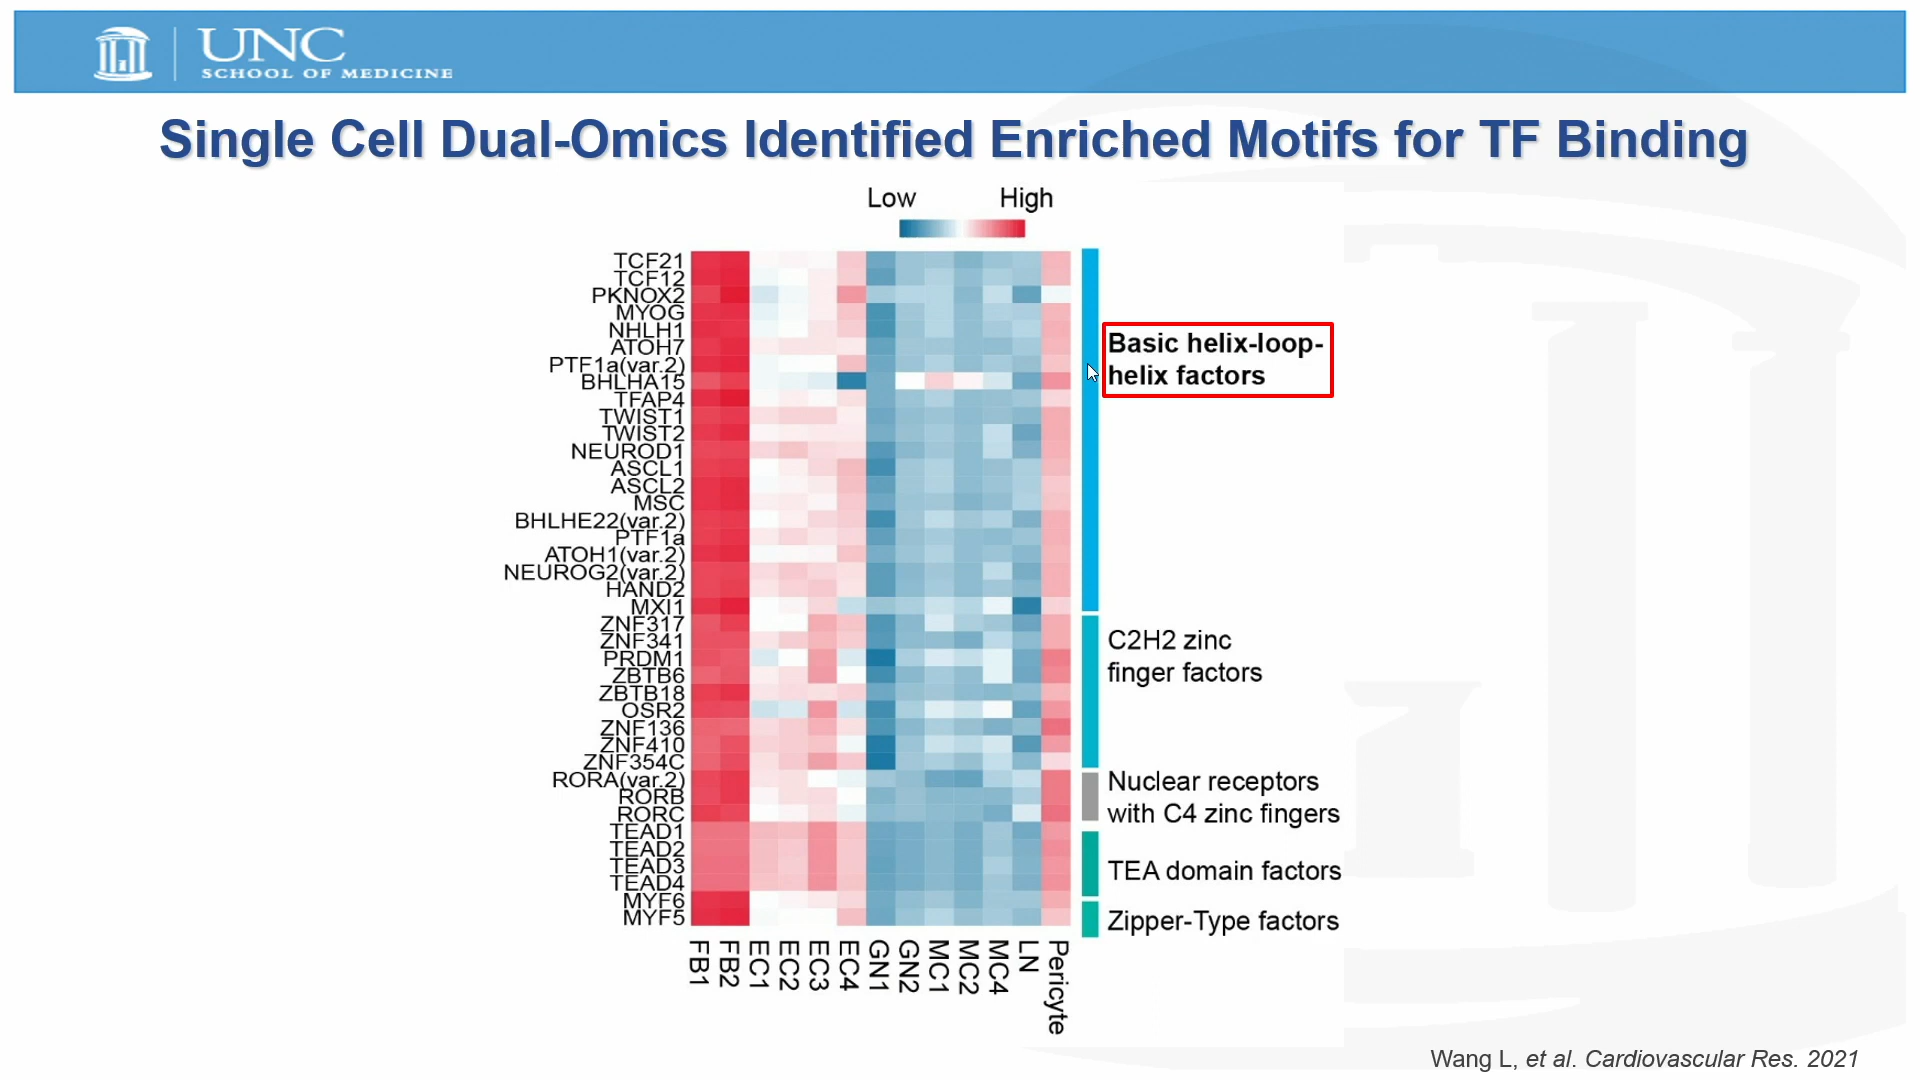 UNC
SCHOOL OF MEDICINE
Single Cell Dual-Omics Identified Enriched Motifs for TF Binding
Low High
TCF21
TCF12
PKNOX2
MYOG
NHLH1
ATOH7
PTF1a(var.2)
BHLHA15
TFAP4
TWIST1
TWIST2
NEUROD1
ASCL1
ASCL2
MSC
BHLHE22(var.2)
PTF1a
ATOH1(var.2)
NEUROG2(var.2)
HAND2
MXI1
ZNF317
ZNF341
PRDM1
ZBTB6
ZBTB18
OSR2
ZNF136
ZNF410
ZNF354C
RORA(var.2)
RORB
RORC
TEAD1
TEAD2
TEAD3
TEAD4
MYF6
MYF5
Basic helix-loop-
helix factors
C2H2 zinc
finger factors
Nuclear receptors
with C4 zinc fingers
TEA domain factors
Zipper-Type factors
FB1
FB2
EC1
EC2
EC3
EC4
GN1
GN2
MC1
MC2
MC4
LN
Pericyte
Wang L, et al. Cardiovascular Res. 2021